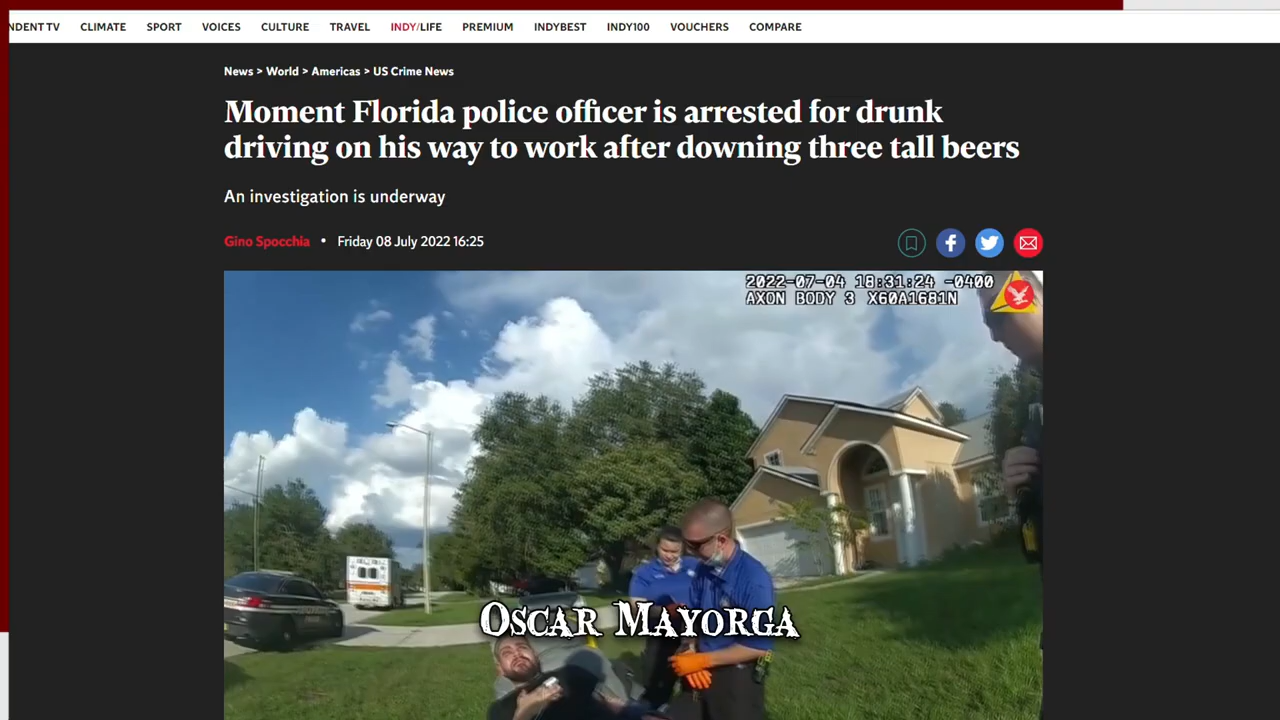 NDENT TV CLIMATE SPORT VOICES CULTURE TRAVEL INDY/LIFE PREMIUM INDYBEST INDY100 VOUCHERS COMPARE
News > World > Americas > US Crime News
Moment Florida police officer is arrested for drunk
driving on his way to work after downing three tall beers
An investigation is underway
Gino Spocchia • Friday 08 July 2022 16:25
2022-07-04 18:31:24 -0400
AXON BODY 3 X60A1681N
OSCAR MAYORGA